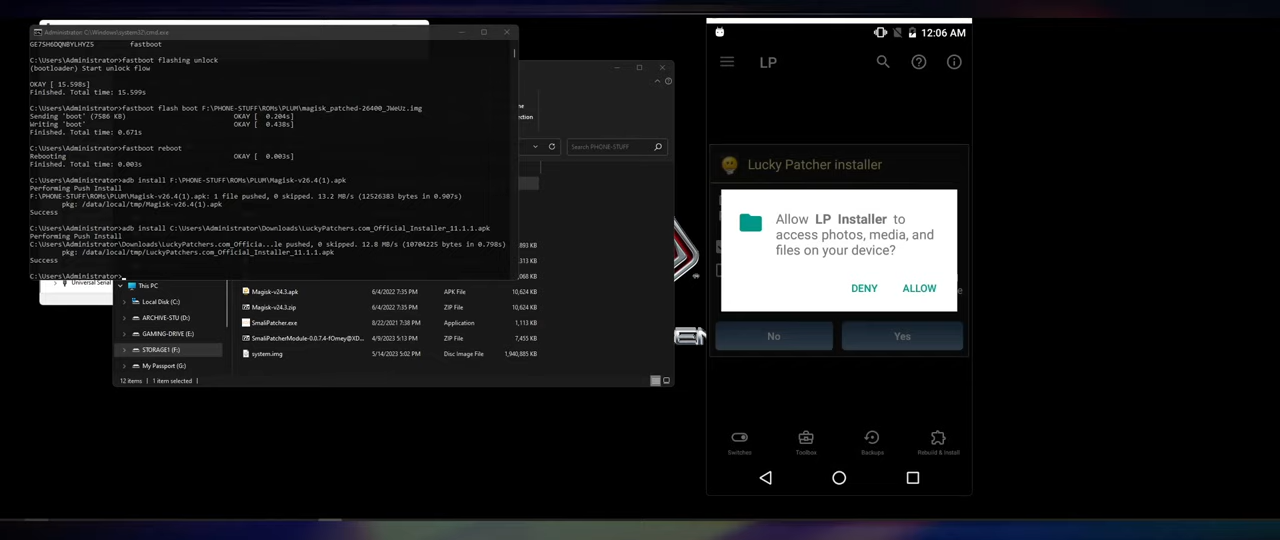 Administrator: C:\Windows\system32\cmd.exe
fastboot
C:\Users\Administrator>fastboot flashing unlock
(bootloader) Start unlock flow
OKAY [ 15.598s]
Finished. Total time: 15.599s
C:\Users\Administrator>fastboot flash boot F:\PHONE-STUFF\ROMs\PLUM\magisk_patched-26400_JWeUz.img
Sending 'boot' (7586 KB) OKAY [ 0.204s]
Writing 'boot' OKAY [ 0.438s]
Finished. Total time: 0.671s
C:\Users\Administrator>fastboot reboot
Rebooting OKAY [ 0.003s]
Finished. Total time: 0.003s
C:\Users\Administrator>adb install F:\PHONE-STUFF\ROMs\PLUM\Magisk-v26.4(1).apk
Performing Push Install
F:\PHONE-STUFF\ROMs\PLUM\Magisk-v26.4(1).apk: 1 file pushed, 0 skipped. 13.2 MB/s (12526383 bytes in 0.907s)
pkg: /data/local/tmp/Magisk-v26.4(1).apk
Success
C:\Users\Administrator>adb install C:\Users\Administrator\Downloads\LuckyPatchers.com_Official_Installer_11.1.1.apk
Performing Push Install
C:\Users\Administrator\Downloads\LuckyPatchers.com_Officia...le pushed, 0 skipped. 12.8 MB/s (10704225 bytes in 0.798s)
pkg: /data/local/tmp/LuckyPatchers.com_Official_Installer_11.1.1.apk
Success
C:\Users\Administrator>
Search PHONE-STUFF
Universal Serial
This PC
Local Disk (C:)
ARCHIVE-STU (D:)
GAMING-DRIVE (E:)
STORAGE1 (F:)
My Passport (G:)
Magisk-v24.3.apk 6/4/2022 7:35 PM APK File 10,624 KB
Magisk-v24.3.zip 6/4/2022 7:35 PM ZIP File 10,624 KB
SmaliPatcher.exe 8/22/2021 7:38 PM Application 1,113 KB
SmaliPatcherModule-0.0.7.4-fOmey@XD... 4/9/2023 5:13 PM ZIP File 7,455 KB
system.img 5/14/2023 5:02 PM Disc Image File 1,940,885 KB
12 items 1 item selected
12:06 AM
LP
Lucky Patcher installer
Allow LP Installer to
access photos, media, and
files on your device?
DENY ALLOW
No Yes
Switches Toolbox Backups Rebuild & Install